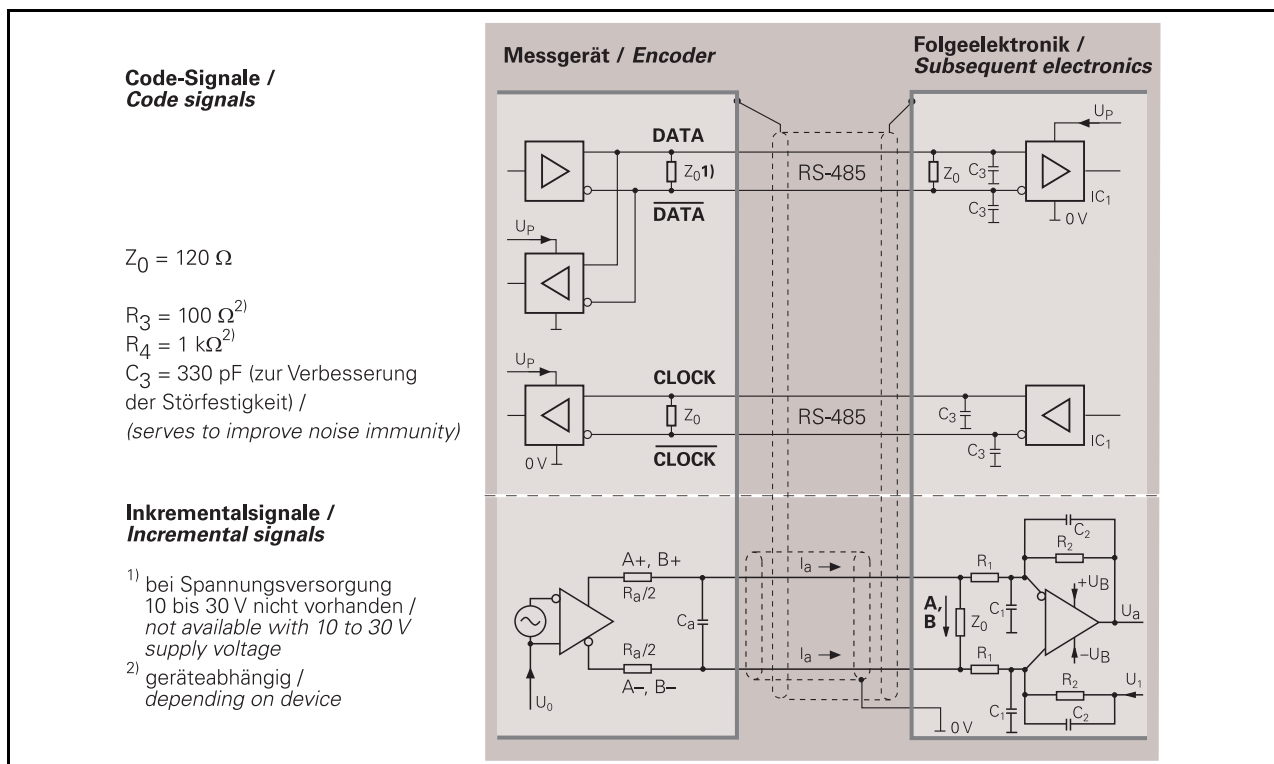 Code-Signale /
Code signals
Z0 = 120 Ω
R3 = 100 Ω2)
R4 = 1 kΩ2)
C3 = 330 pF (zur Verbesserung
der Störfestigkeit) /
(serves to improve noise immunity)
Inkrementalsignale /
Incremental signals
1) bei Spannungsversorgung
10 bis 30 V nicht vorhanden /
not available with 10 to 30 V
supply voltage
2) geräteabhängig /
depending on device
Messgerät / Encoder
Folgeelektronik /
Subsequent electronics
DATA
UP
Z01)
RS-485
Z0
C3
IC1
DATA
C3
0 V
UP
UP
CLOCK
Z0
RS-485
C3
IC1
0 V
CLOCK
C3
A+, B+
Ra/2
Ca
Ra/2
A–, B–
U0
Ia
Ia
0 V
C2
R2
R1
+UB
A,
B
Z0
C1
Ua
R1
–UB
R2
U1
C1
C2